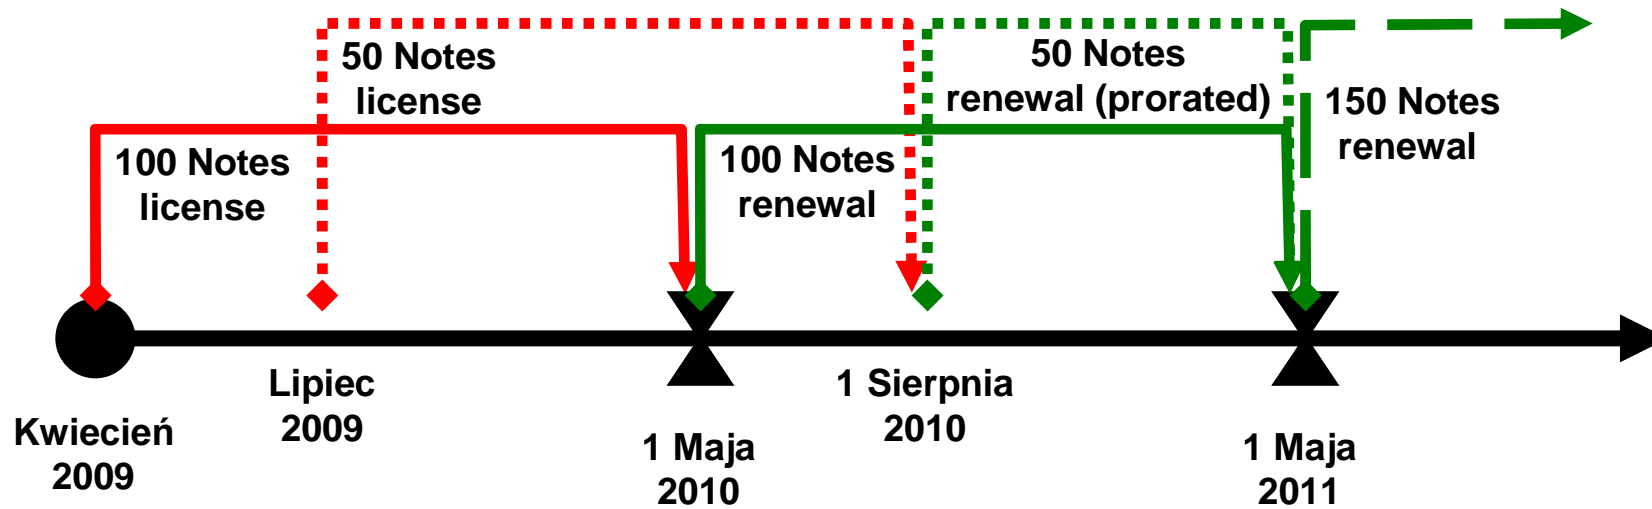 50 Notes
license
50 Notes
renewal (prorated)
150 Notes
renewal
100 Notes
license
100 Notes
renewal
Lipiec
2009
1 Sierpnia
2010
Kwiecień
2009
1 Maja
2010
1 Maja
2011